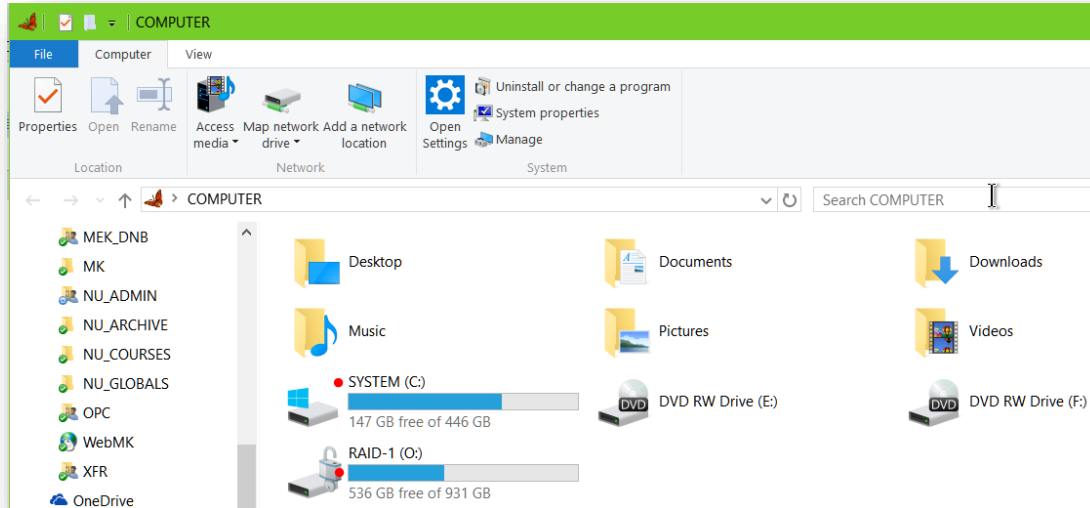 COMPUTER
File Computer View
Uninstall or change a program
System properties
Manage
Properties Open Rename
Access media
Map network drive
Add a network location
Open Settings
Location Network System
COMPUTER
Search COMPUTER
MEK_DNB
MK
NU_ADMIN
NU_ARCHIVE
NU_COURSES
NU_GLOBALS
OPC
WebMK
XFR
OneDrive
Desktop Documents Downloads
Music Pictures Videos
SYSTEM (C:)
147 GB free of 446 GB
DVD
DVD RW Drive (E:)
DVD
DVD RW Drive (F:)
RAID-1 (O:)
536 GB free of 931 GB